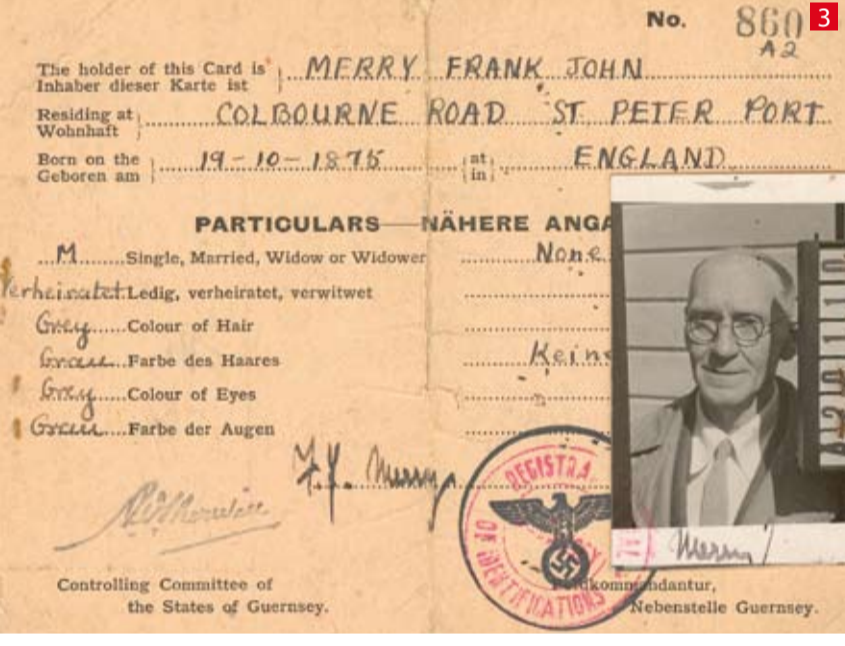 3
No. 860
A2
The holder of this Card is
Inhaber dieser Karte ist
MERRY FRANK JOHN
Residing at
Wohnhaft
COLBOURNE ROAD ST. PETER PORT
Born on the
Geboren am
19-10-1875
at
in
ENGLAND
PARTICULARS—NÄHERE ANGA
M Single, Married, Widow or Widower None
Verheiratet Ledig, verheiratet, verwitwet
Grey Colour of Hair
Grau Farbe des Haares Kein
Grey Colour of Eyes
Grau Farbe der Augen
F.J. Merry
REGISTRA
OF IDENTIFICATIONS
Merry
Controlling Committee of
the States of Guernsey.
kommandantur,
Nebenstelle Guernsey.